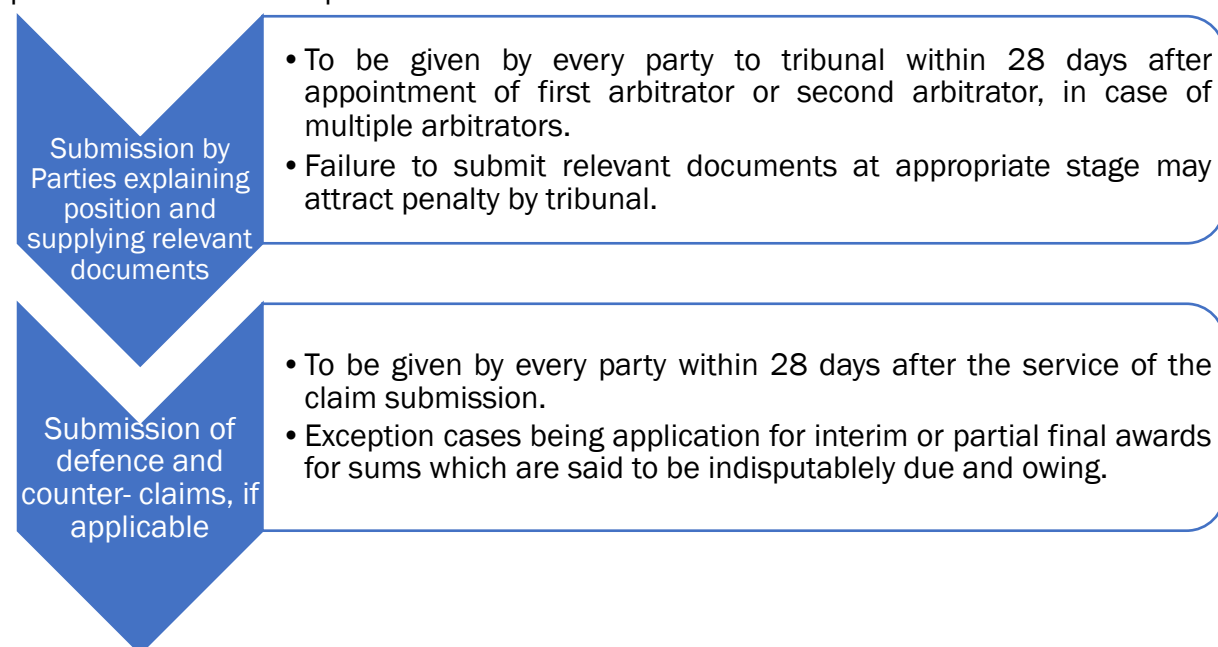 Submission by
Parties explaining
position and
supplying relevant
documents
• To be given by every party to tribunal within 28 days after
appointment of first arbitrator or second arbitrator, in case of
multiple arbitrators.
• Failure to submit relevant documents at appropriate stage may
attract penalty by tribunal.
Submission of
defence and
counter- claims, if
applicable
• To be given by every party within 28 days after the service of the
claim submission.
• Exception cases being application for interim or partial final awards
for sums which are said to be indisputablely due and owing.